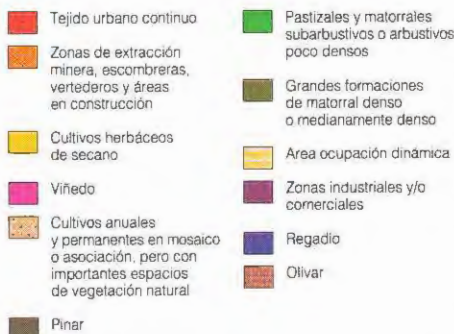 Tejido urbano continuo
Zonas de extracción
minera, escombreras,
vertederos y áreas
en construcción
Cultivos herbáceos
de secano
Viñedo
Cultivos anuales
y permanentes en mosaico
o asociación, pero con
importantes espacios
de vegetación natural
Pinar
Pastizales y matorrales
subarbustivos o arbustivos
poco densos
Grandes formaciones
de matorral denso
o medianamente denso
Area ocupación dinámica
Zonas industriales y/o
comerciales
Regadío
Olivar